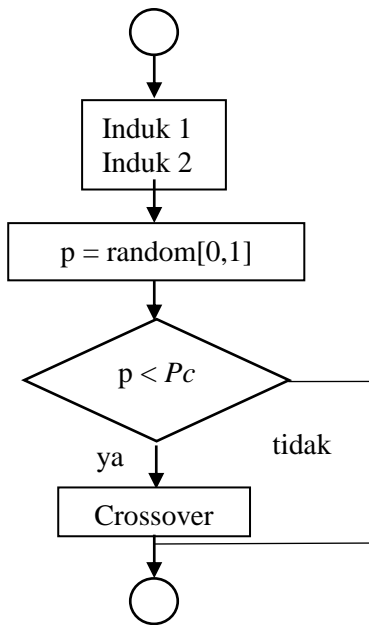 Induk 1
Induk 2
p = random[0,1]
p < Pc
ya
tidak
Crossover